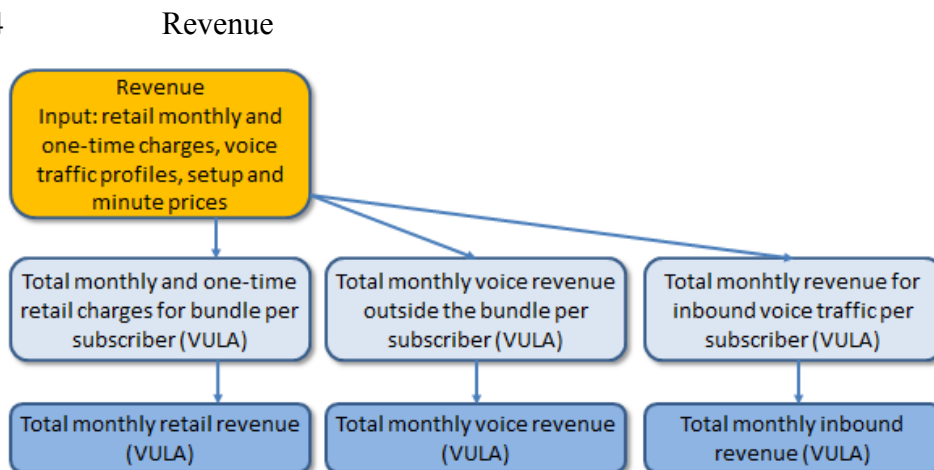 4 Revenue
Revenue
Input: retail monthly and
one-time charges, voice
traffic profiles, setup and
minute prices
Total monthly and one-time
retail charges for bundle per
subscriber (VULA)
Total monthly voice revenue
outside the bundle per
subscriber (VULA)
Total monhtly revenue for
inbound voice traffic per
subscriber (VULA)
Total monthly retail revenue
(VULA)
Total monthly voice revenue
(VULA)
Total monthly inbound
revenue (VULA)